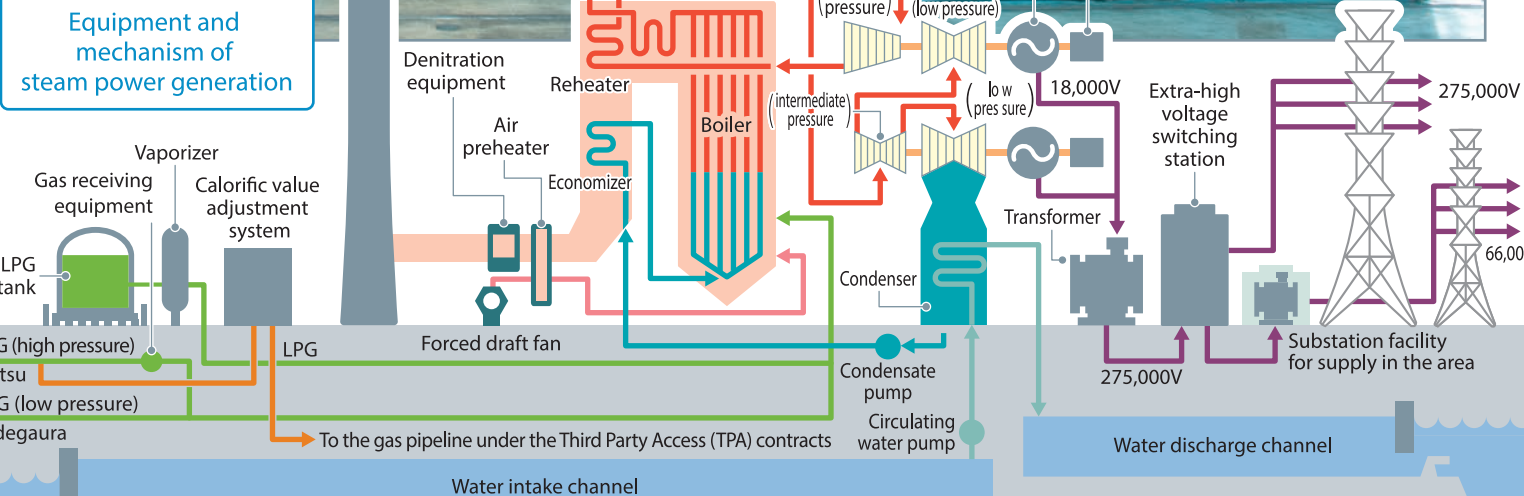 Equipment and
mechanism of
steam power generation
pressure)
(low pressure)
Denitration
equipment
Reheater
Air
preheater
Boiler
(intermediate
pressure)
(lo w
pres sure)
18,000V
Extra-high
voltage
switching
station
275,000V
Vaporizer
Gas receiving
equipment
Calorific value
adjustment
system
Economizer
Transformer
LPG
tank
Condenser
66,00
G (high pressure)
LPG
Forced draft fan
tsu
Condensate
pump
275,000V
Substation facility
for supply in the area
G (low pressure)
degaura
To the gas pipeline under the Third Party Access (TPA) contracts
Circulating
water pump
Water discharge channel
Water intake channel